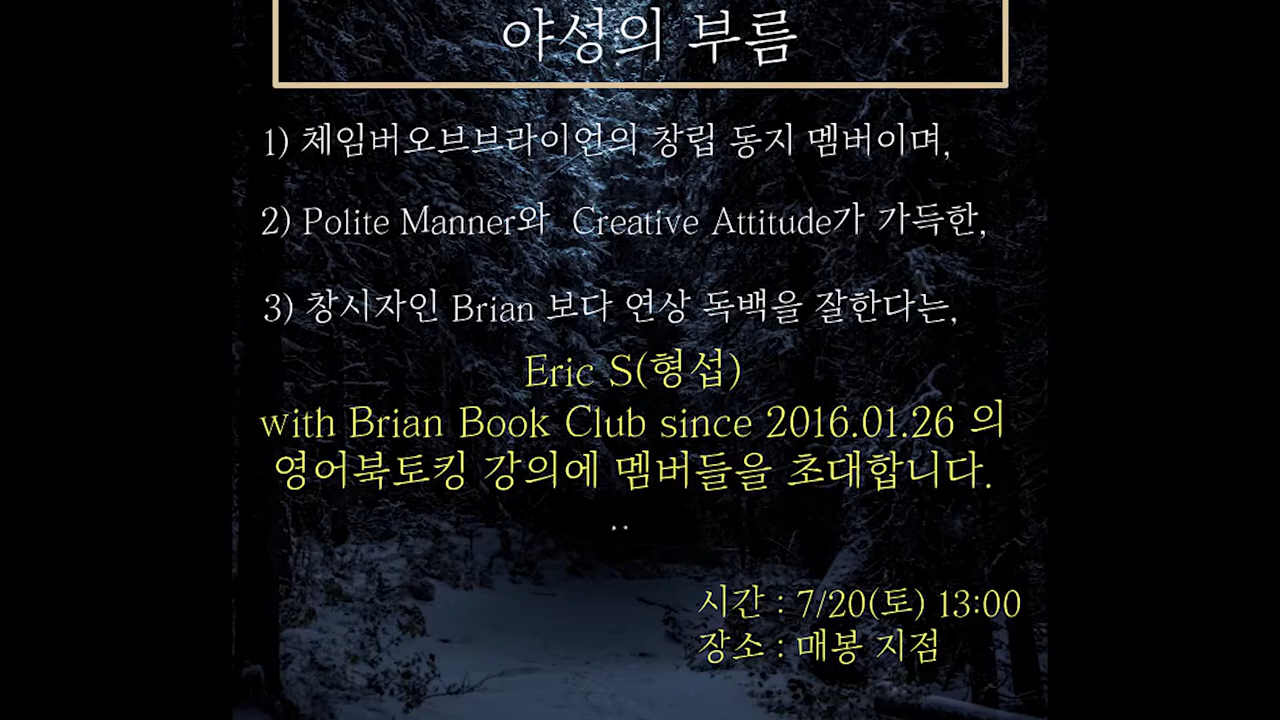 야성의 부름
1) 체임버오브브라이언의 창립 동지 멤버이며,
2) Polite Manner와 Creative Attitude가 가득한,
3) 창시자인 Brian 보다 연상 독백을 잘한다는,
Eric S(형섭)
with Brian Book Club since 2016.01.26 의
영어북토킹 강의에 멤버들을 초대합니다.
..
시간 : 7/20(토) 13:00
장소 : 매봉 지점